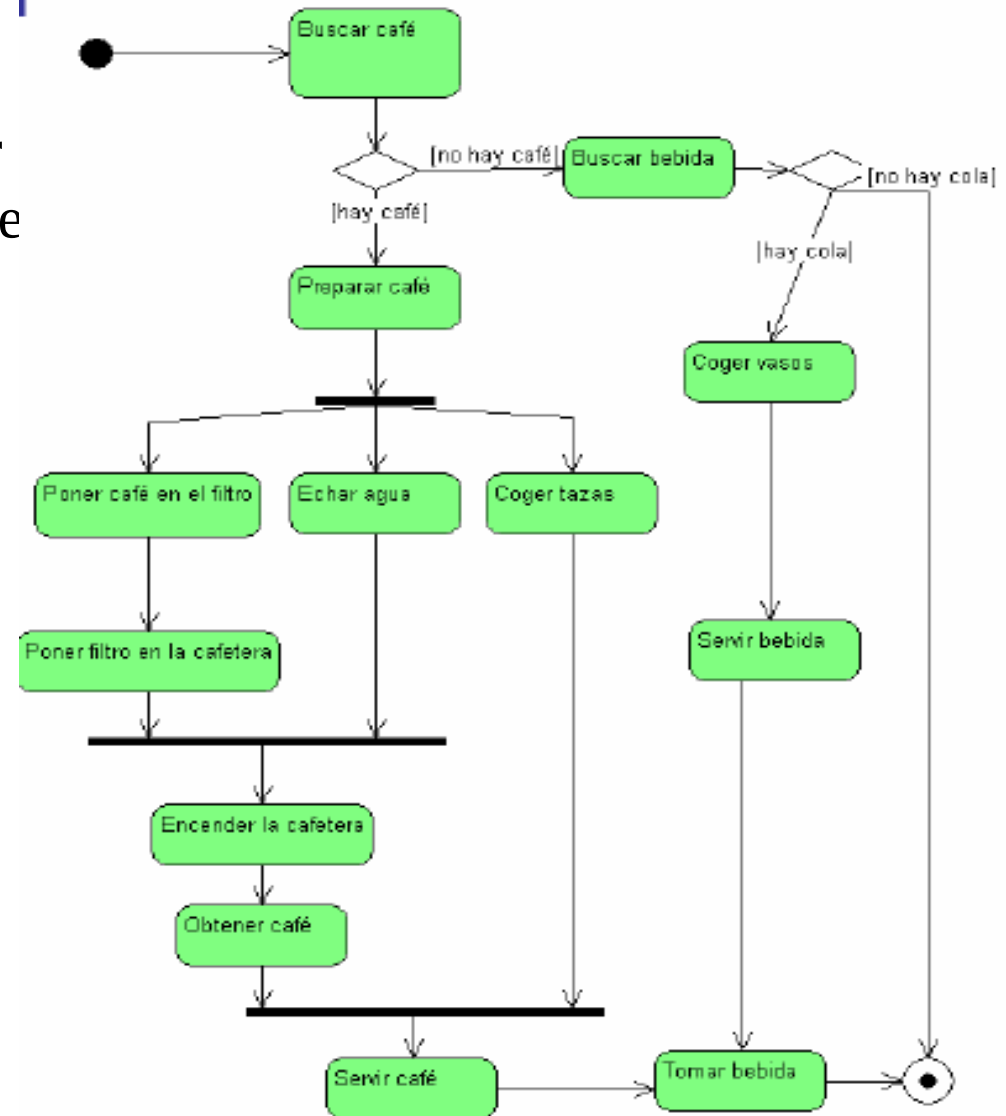 Buscar café
[no hay café]
Buscar bebida
[no hay cola]
[hay café]
[hay cola]
Preparar café
Coger vasos
Poner café en el filtro
Echar agua
Coger tazas
Poner filtro en la cafetera
Servir bebida
Encender la cafetera
Obtener café
Servir café
Tomar bebida